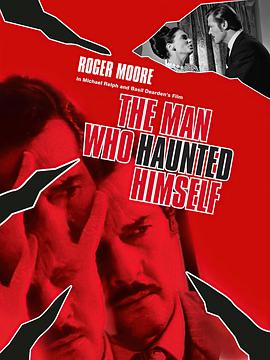 ROGER MOORE
in Michael Relph and Basil Dearden's Film
THE MAN
WHO HAUNTED
HIMSELF